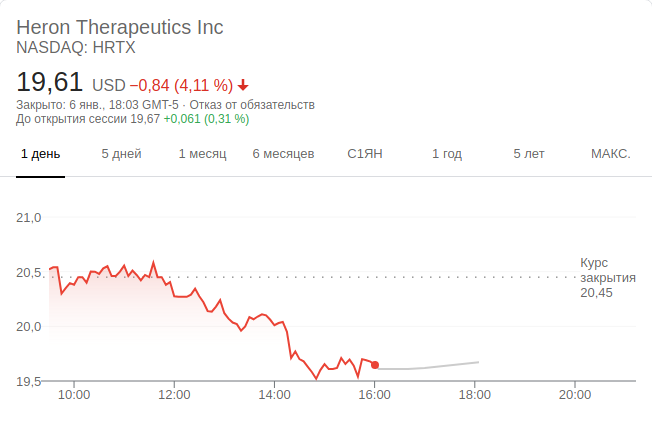 Heron Therapeutics Inc
NASDAQ: HRTX
19,61 USD −0,84 (4,11 %)
Закрыто: 6 янв., 18:03 GMT-5 · Отказ от обязательств
До открытия сессии 19,67 +0,061 (0,31 %)
1 день 5 дней 1 месяц 6 месяцев С1ЯН 1 год 5 лет МАКС.
21,0
20,5
20,0
19,5
Курс
закрытия
20,45
10:00 12:00 14:00 16:00 18:00 20:00